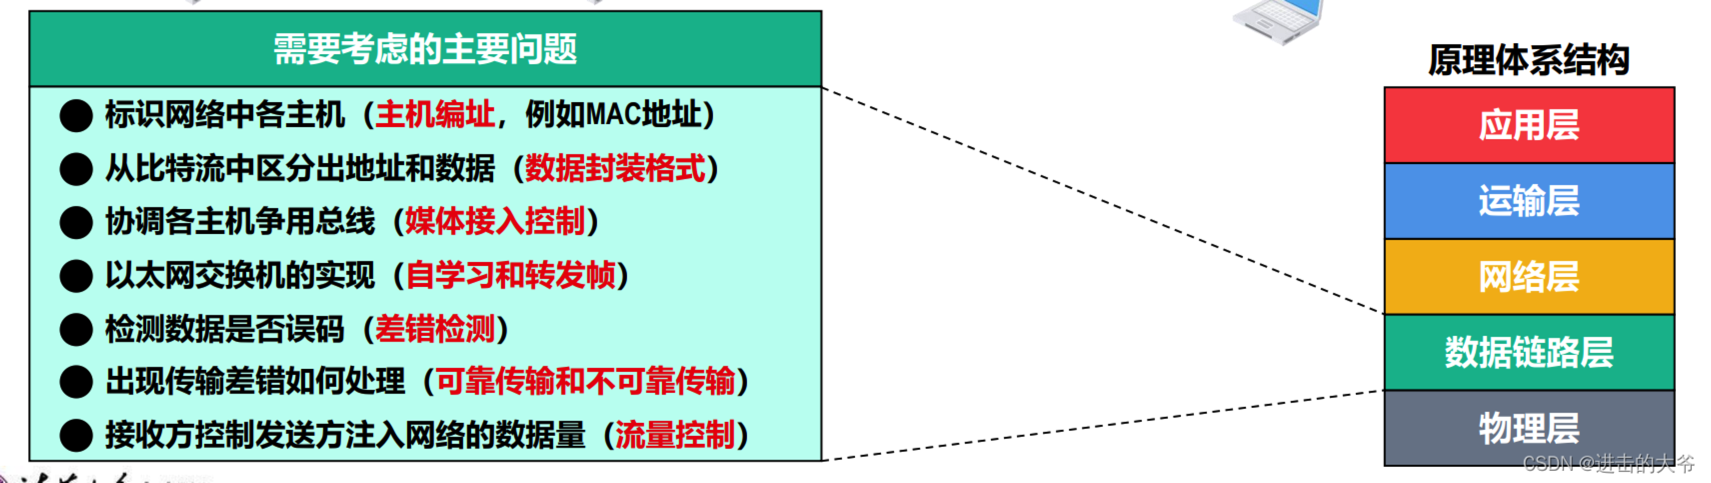 需要考虑的主要问题
● 标识网络中各主机（主机编址，例如MAC地址）
● 从比特流中区分出地址和数据（数据封装格式）
● 协调各主机争用总线（媒体接入控制）
● 以太网交换机的实现（自学习和转发帧）
● 检测数据是否误码（差错检测）
● 出现传输差错如何处理（可靠传输和不可靠传输）
● 接收方控制发送方注入网络的数据量（流量控制）
原理体系结构
应用层
运输层
网络层
数据链路层
物理层
CSDN @进击的大爷